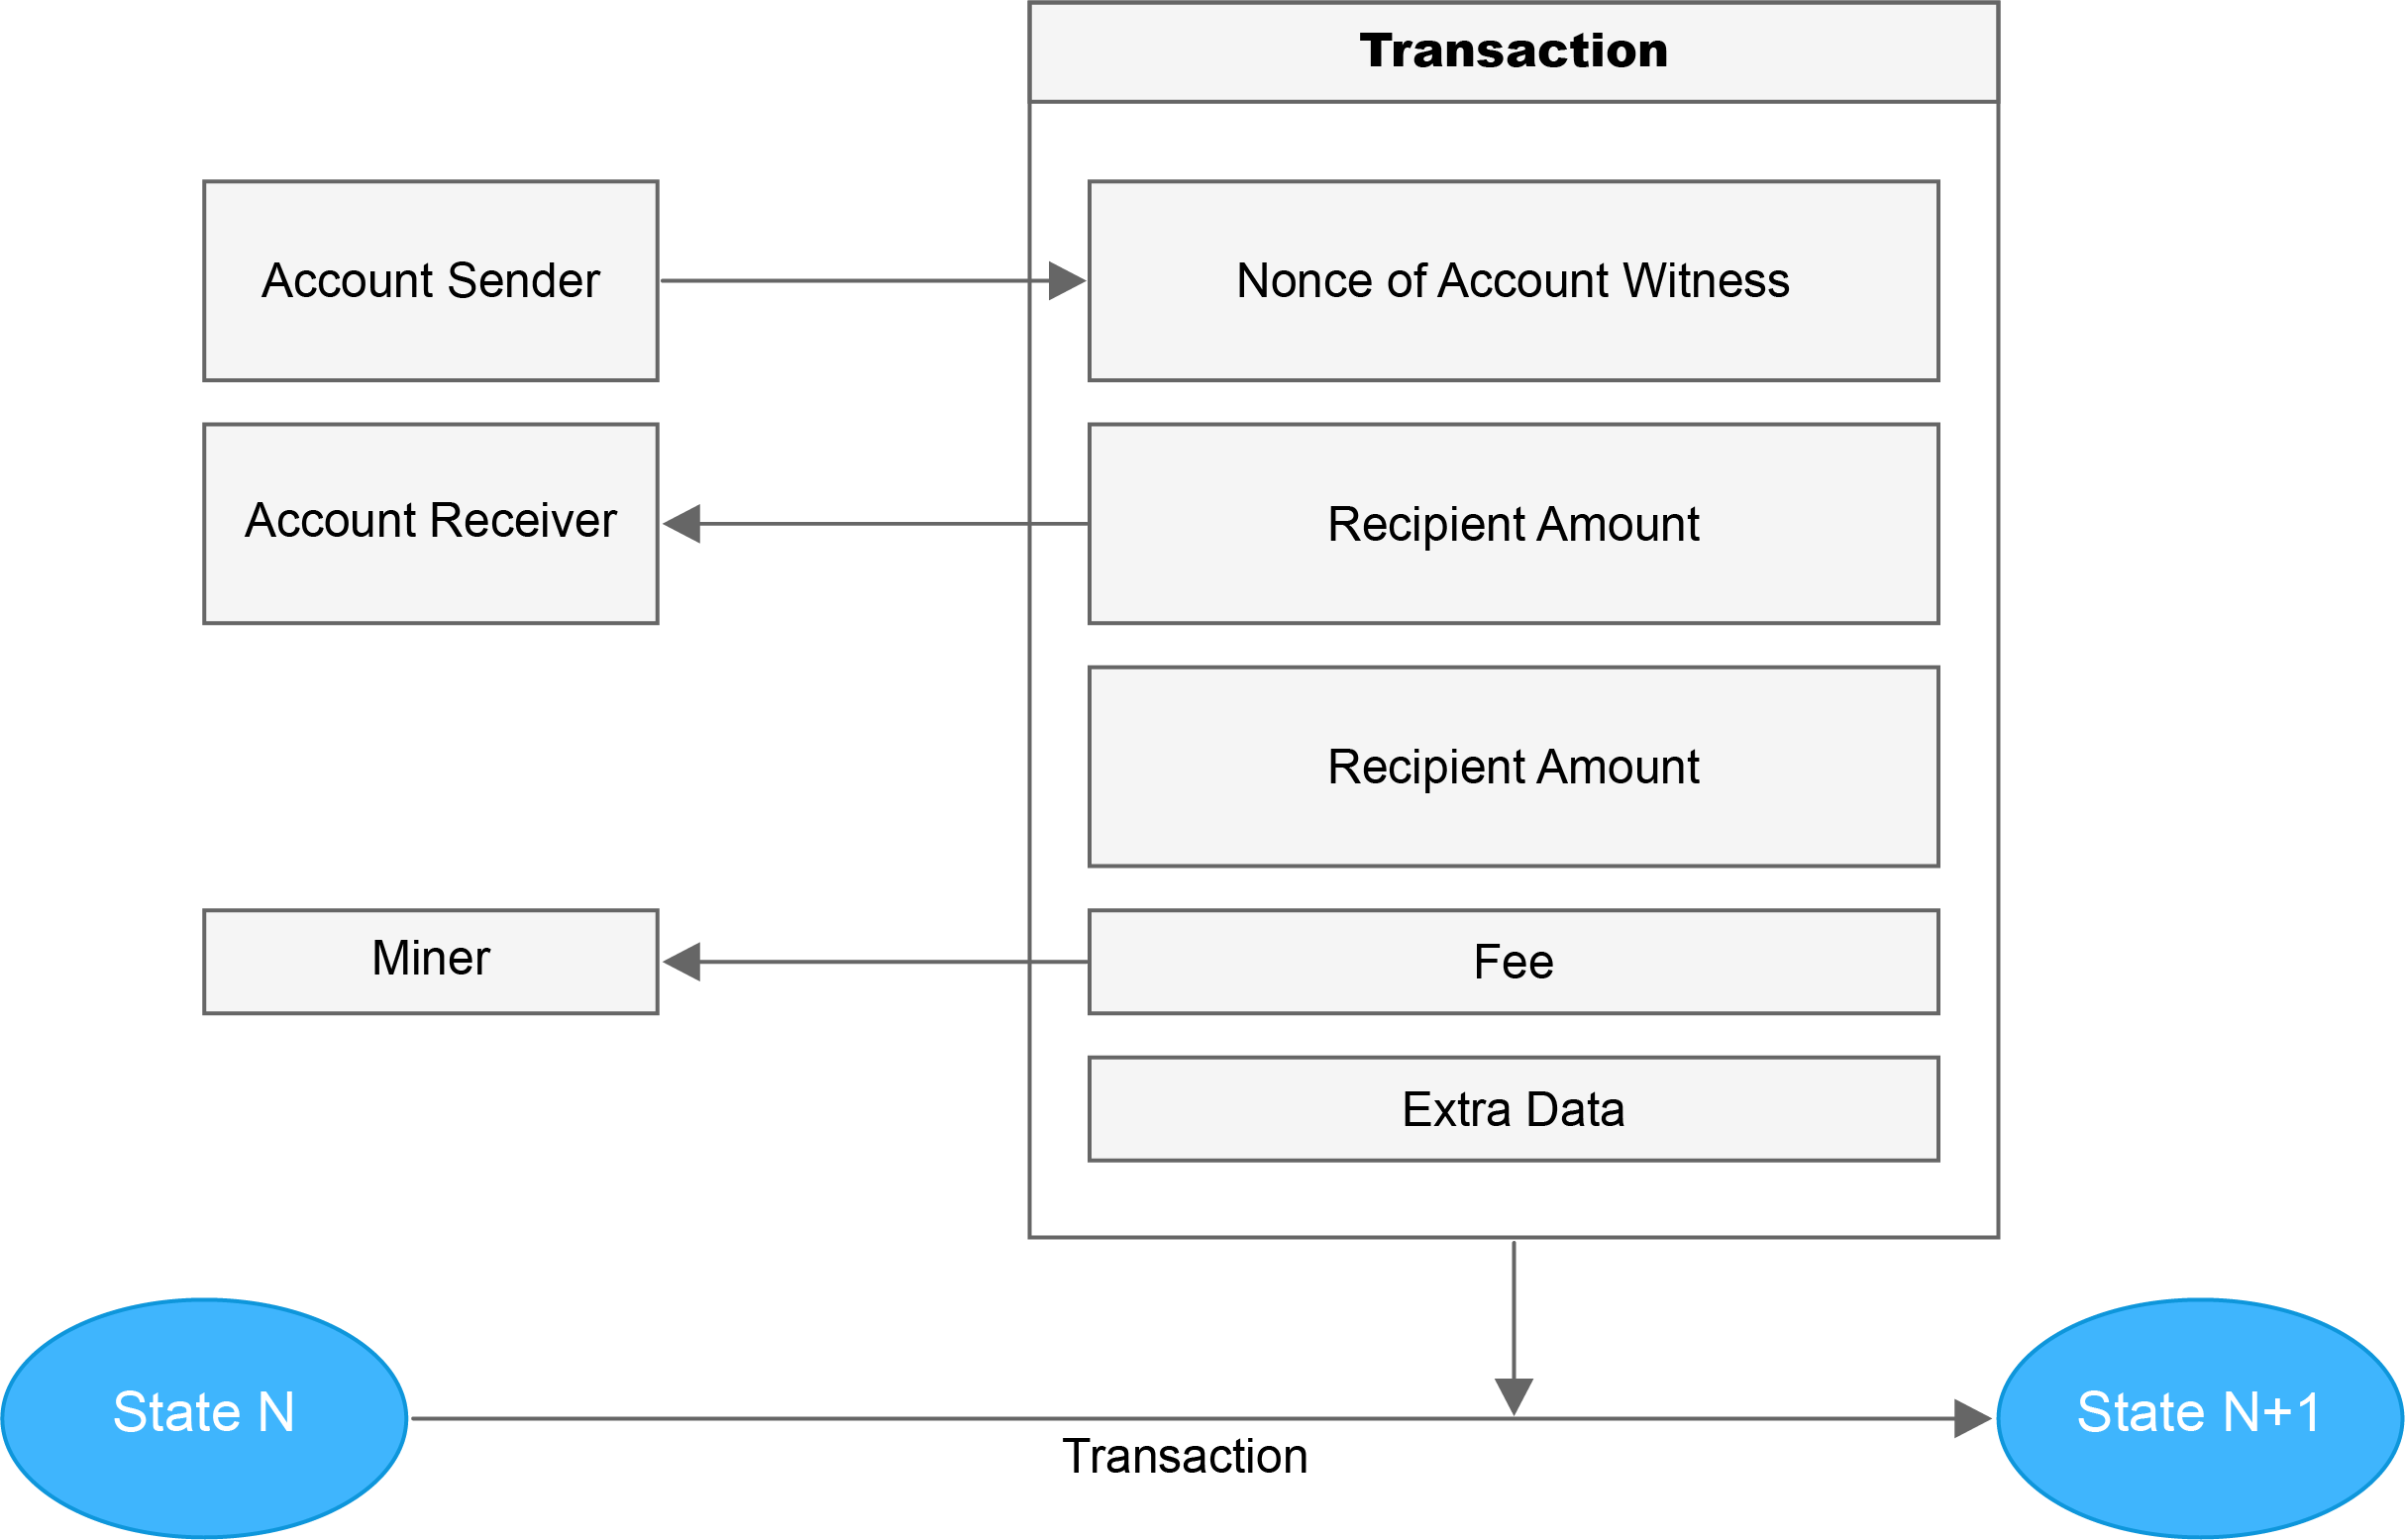 Transaction
Account Sender
Nonce of Account Witness
Account Receiver
Recipient Amount
Recipient Amount
Miner
Fee
Extra Data
State N
Transaction
State N+1